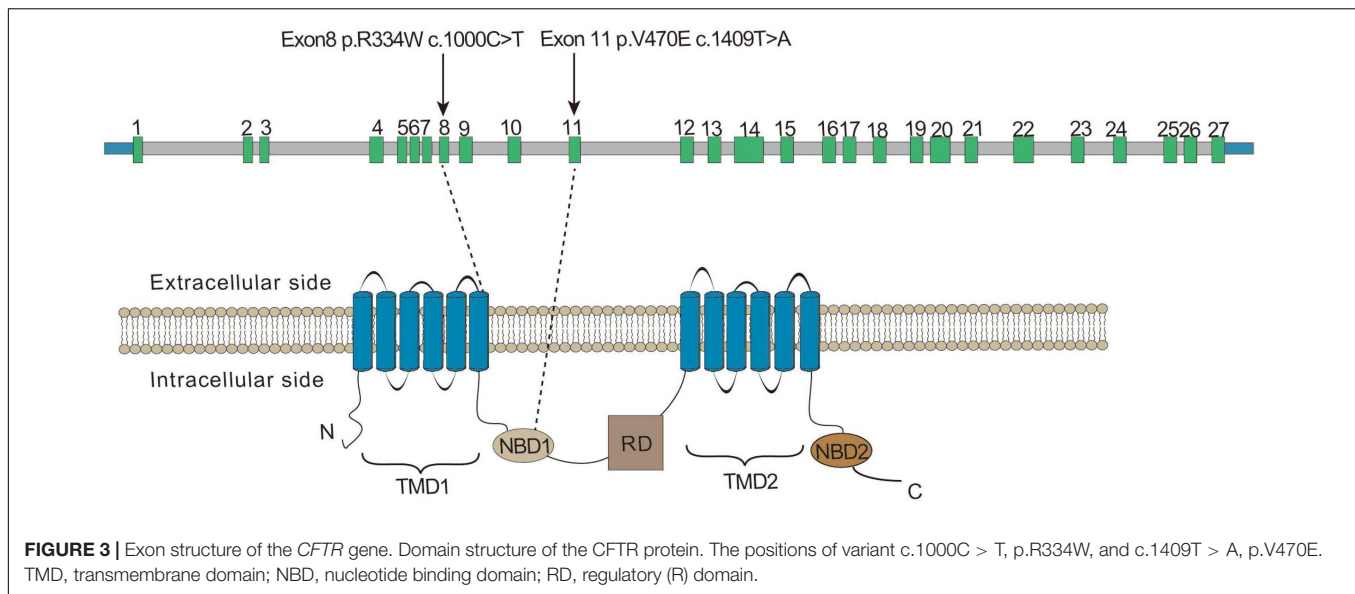 Exon8 p.R334W c.1000C>T Exon 11 p.V470E c.1409T>A
1 2 3 4 5 6 7 8 9 10 11 12 13 14 15 16 17 18 19 20 21 22 23 24 25 26 27
Extracellular side
Intracellular side
N
NBD1
RD
NBD2
TMD1
TMD2
C
FIGURE 3 | Exon structure of the CFTR gene. Domain structure of the CFTR protein. The positions of variant c.1000C > T, p.R334W, and c.1409T > A, p.V470E.
TMD, transmembrane domain; NBD, nucleotide binding domain; RD, regulatory (R) domain.